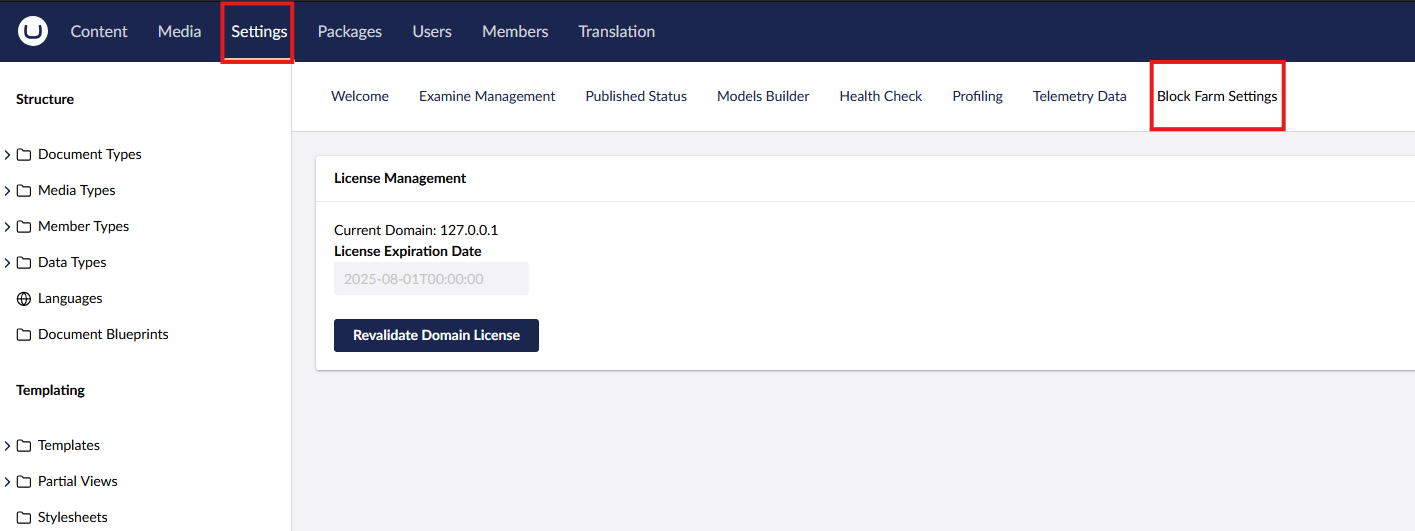 Content Media Settings Packages Users Members Translation
Structure
Document Types
Media Types
Member Types
Data Types
Languages
Document Blueprints
Templating
Templates
Partial Views
Stylesheets
Welcome Examine Management Published Status Models Builder Health Check Profiling Telemetry Data Block Farm Settings
License Management
Current Domain: 127.0.0.1
License Expiration Date
2025-08-01T00:00:00
Revalidate Domain License